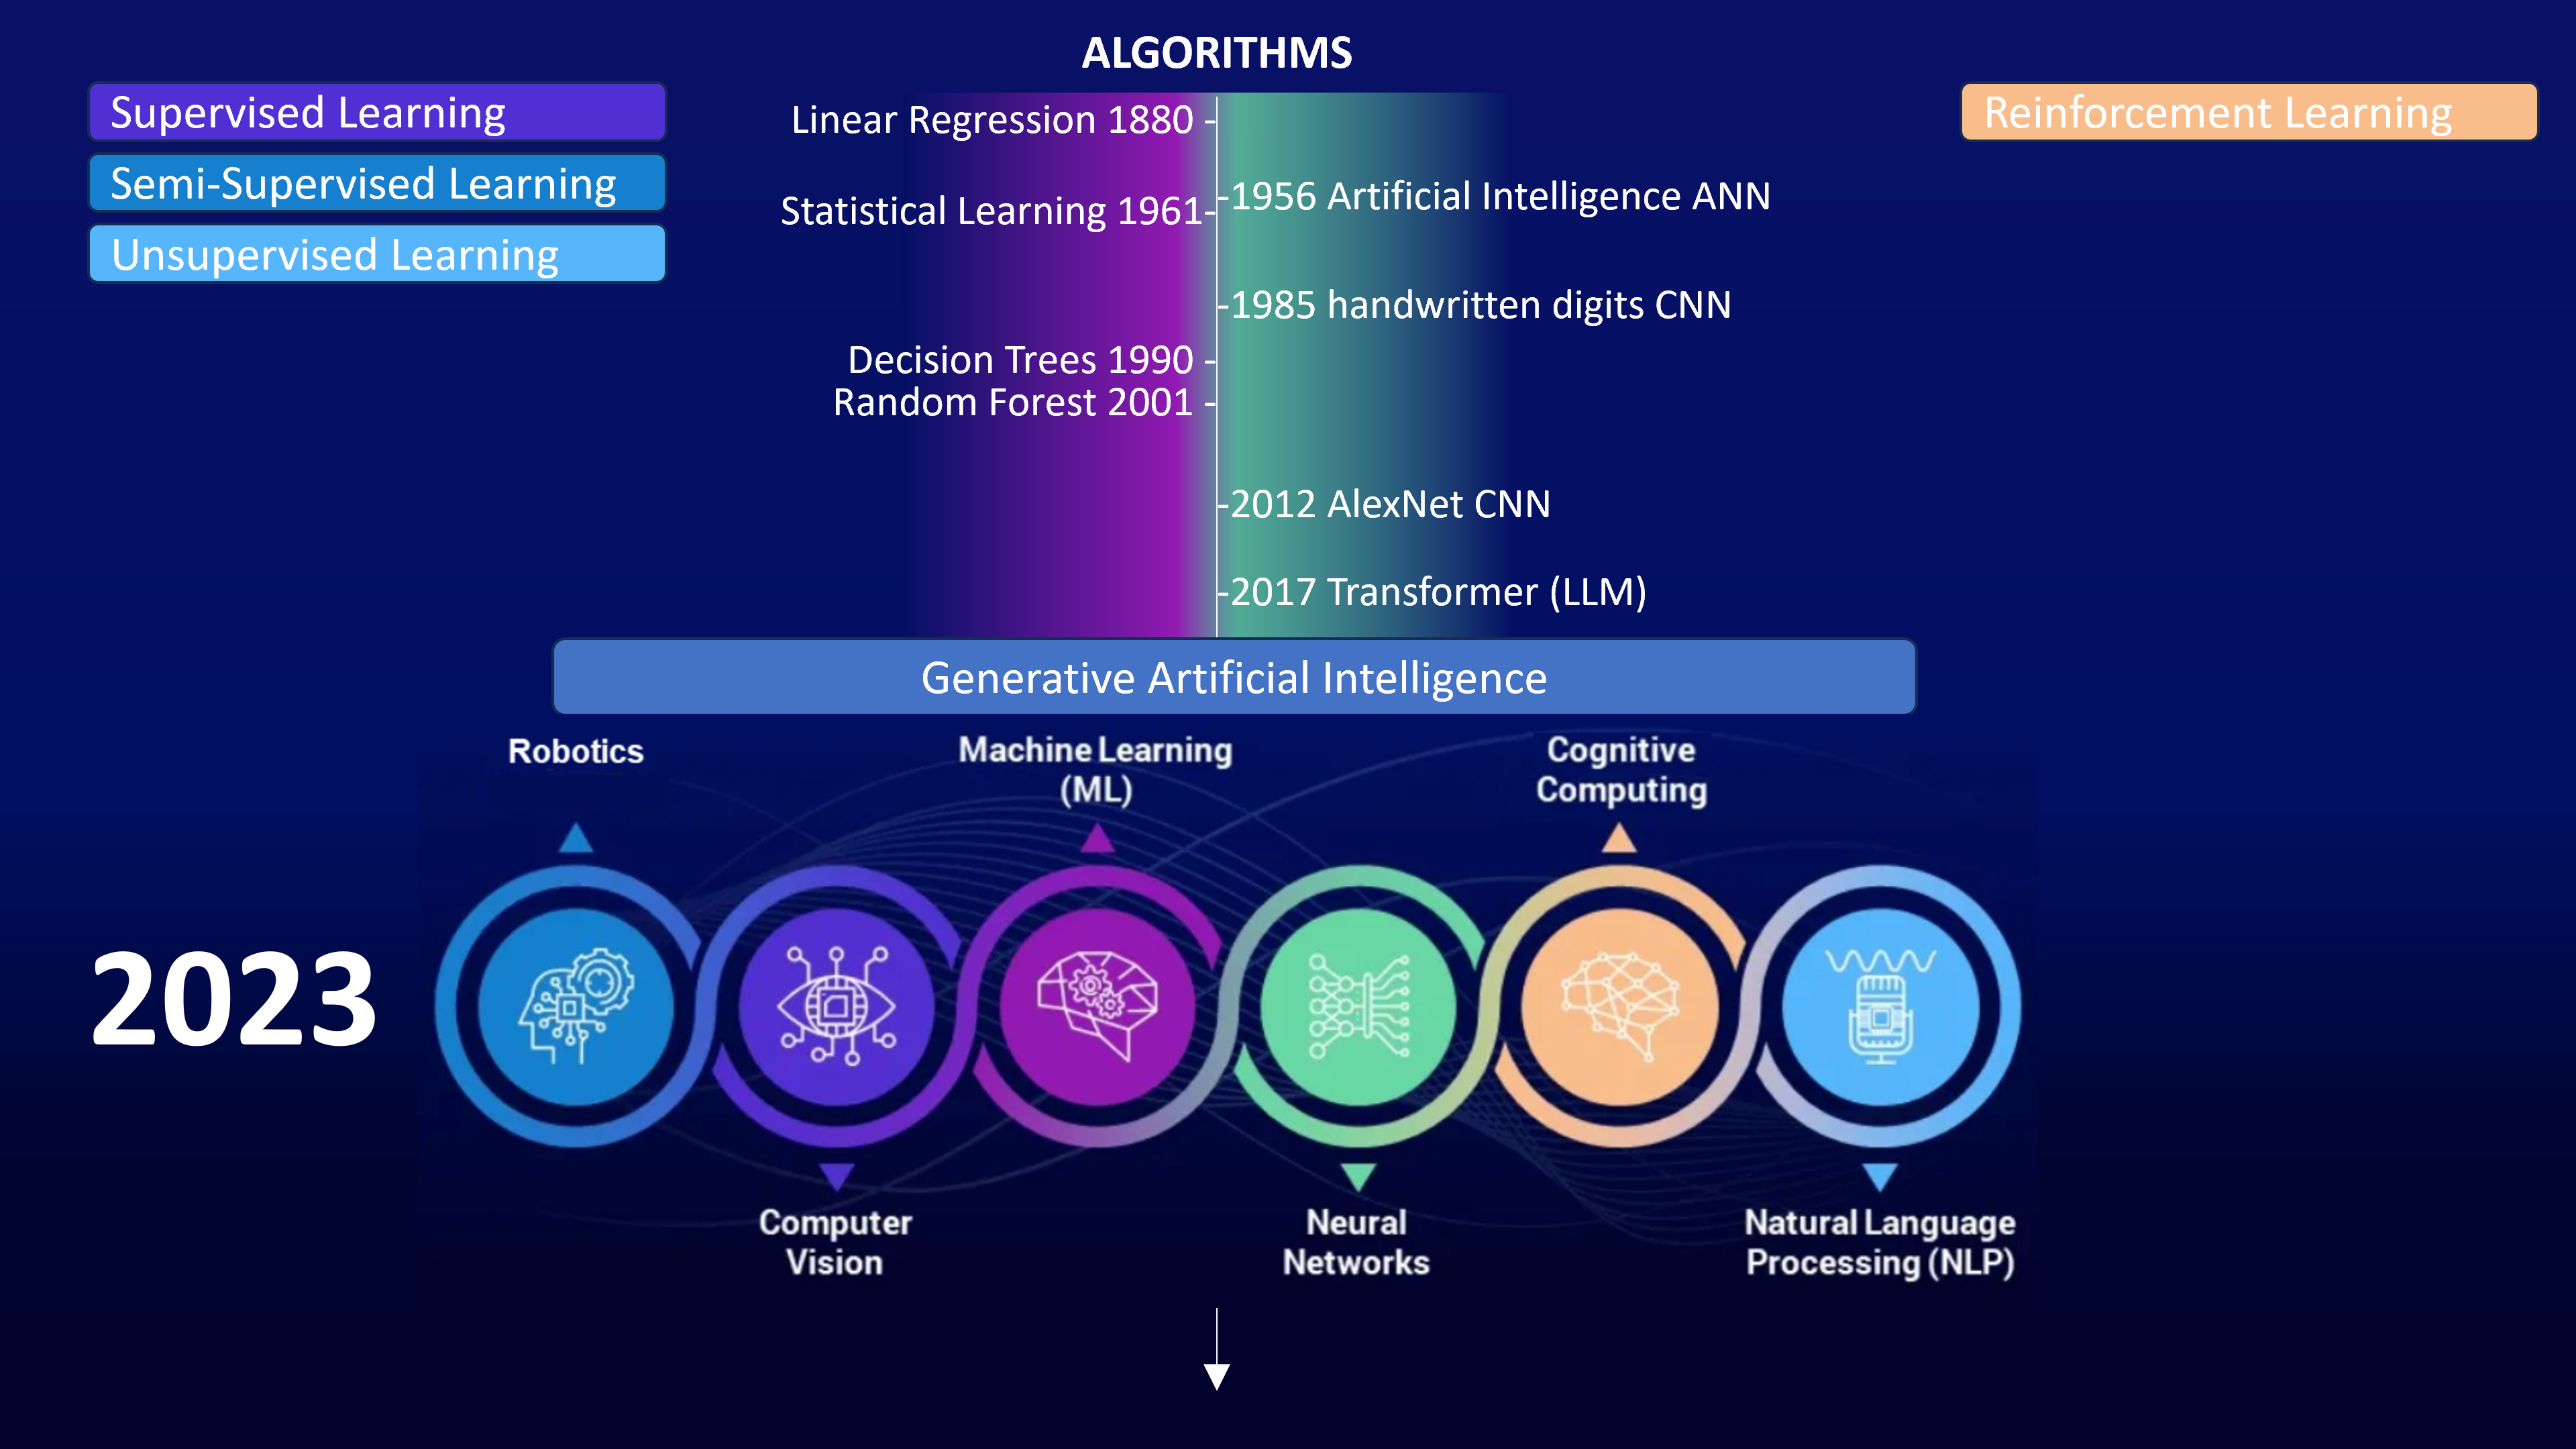 ALGORITHMS
Supervised Learning
Semi-Supervised Learning
Unsupervised Learning
Reinforcement Learning
Linear Regression 1880 -
-1956 Artificial Intelligence ANN
Statistical Learning 1961-
-1985 handwritten digits CNN
Decision Trees 1990 -
Random Forest 2001 -
-2012 AlexNet CNN
-2017 Transformer (LLM)
Generative Artificial Intelligence
Robotics
Machine Learning
(ML)
Cognitive
Computing
2023
Computer
Vision
Neural
Networks
Natural Language
Processing (NLP)